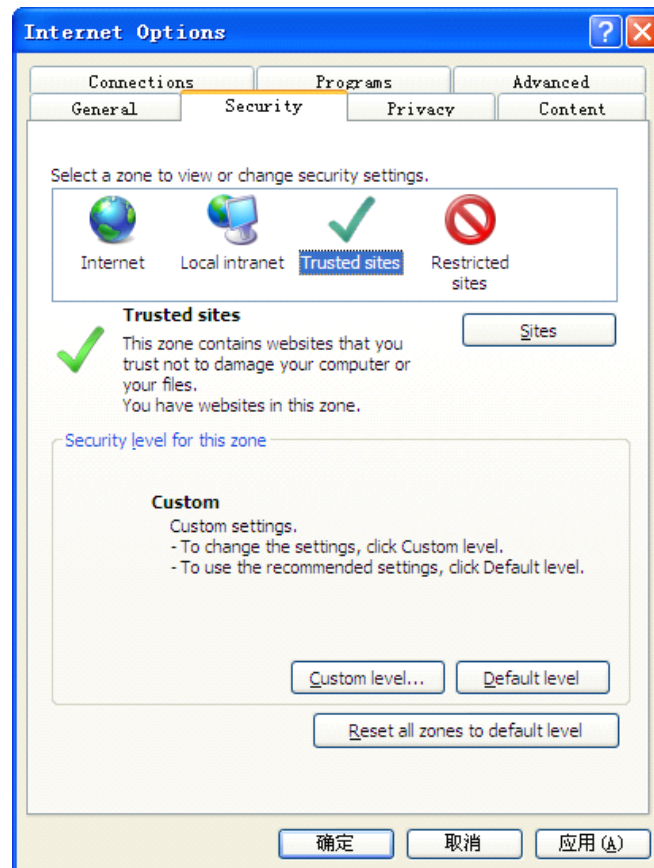 Internet Options
Connections Programs Advanced
General Security Privacy Content
Select a zone to view or change security settings.
Internet Local intranet Trusted sites Restricted sites
Trusted sites
Sites
This zone contains websites that you
trust not to damage your computer or
your files.
You have websites in this zone.
Security level for this zone
Custom
Custom settings.
- To change the settings, click Custom level.
- To use the recommended settings, click Default level.
Custom level... Default level
Reset all zones to default level
确定 取消 应用(A)